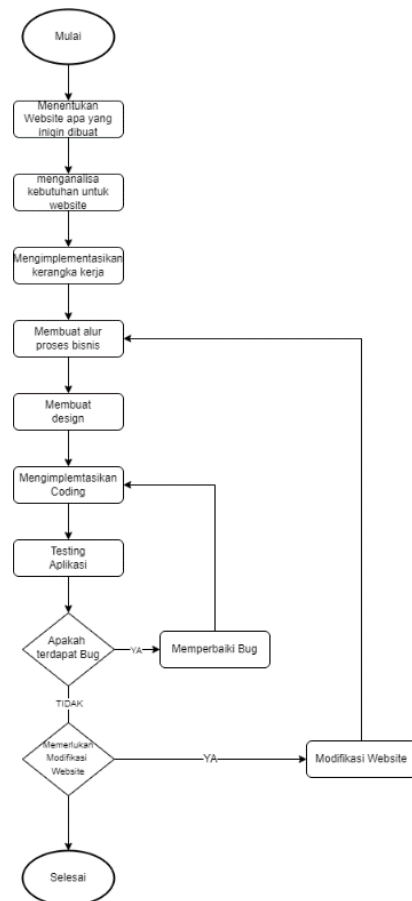 Mulai
Menentukan
Website apa yang
inigin dibuat
menganalisa
kebutuhan untuk
website
Mengimplementasikan
kerangka kerja
Membuat alur
proses bisnis
Membuat
design
Mengimplemtasikan
Coding
Testing
Aplikasi
Apakah
terdapat Bug
YA
Memperbaiki Bug
TIDAK
Memerlukan
Modifikasi
Website
YA
Modifikasi Website
Selesai